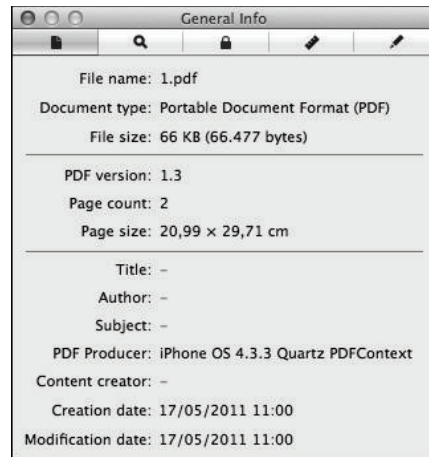 General Info
File name: 1.pdf
Document type: Portable Document Format (PDF)
File size: 66 KB (66.477 bytes)
PDF version: 1.3
Page count: 2
Page size: 20,99 × 29,71 cm
Title: –
Author: –
Subject: –
PDF Producer: iPhone OS 4.3.3 Quartz PDFContext
Content creator: –
Creation date: 17/05/2011 11:00
Modification date: 17/05/2011 11:00